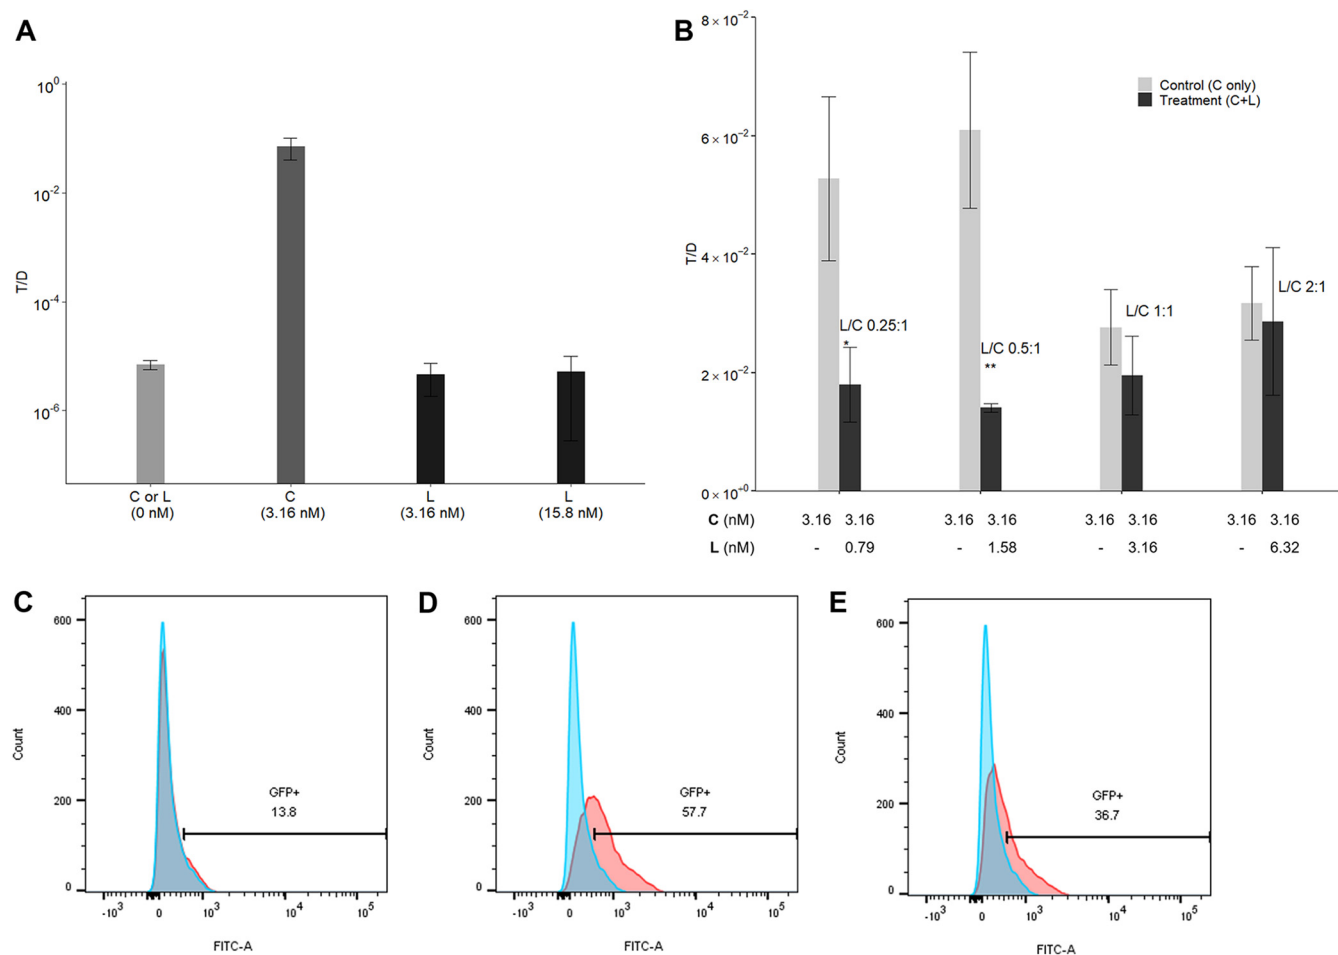 A
10^0
10^-2
10^-4
10^-6
T/D
C or L
(0 nM)
C
(3.16 nM)
L
(3.16 nM)
L
(15.8 nM)
B
8 × 10^-2
6 × 10^-2
4 × 10^-2
2 × 10^-2
0 × 10^+0
T/D
Control (C only)
Treatment (C+L)
L/C 0.25:1
*
L/C 0.5:1
**
L/C 1:1
L/C 2:1
C (nM) 3.16 3.16 3.16 3.16 3.16 3.16 3.16 3.16
L (nM) - 0.79 - 1.58 - 3.16 - 6.32
C
600
400
200
0
Count
GFP+
13.8
-10^3 0 10^3 10^4 10^5
FITC-A
D
600
400
200
0
Count
GFP+
57.7
-10^3 0 10^3 10^4 10^5
FITC-A
E
600
400
200
0
Count
GFP+
36.7
-10^3 0 10^3 10^4 10^5
FITC-A